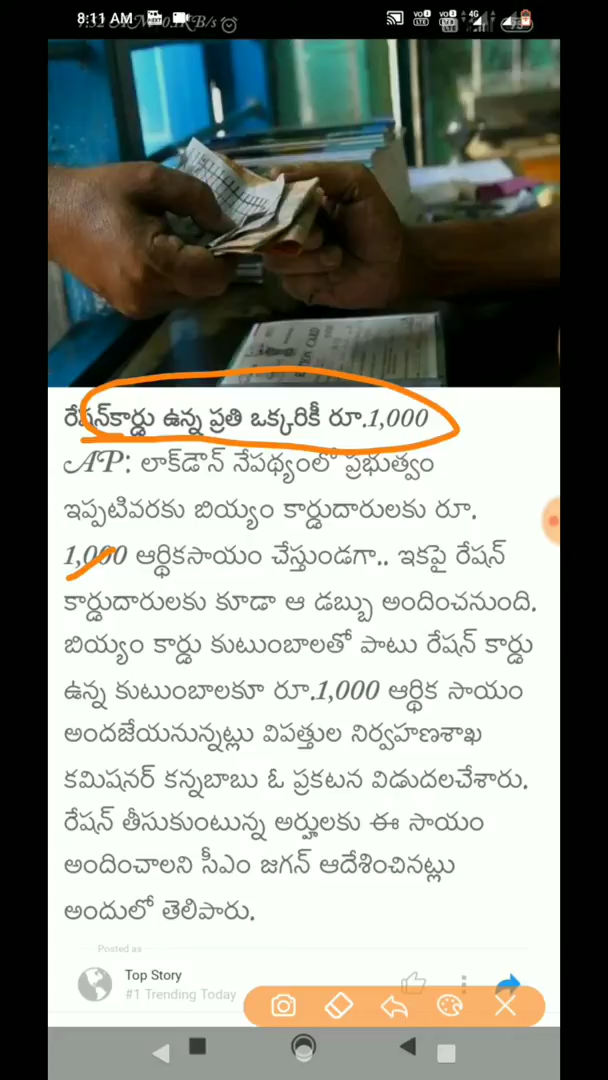 8:11 AM
RATION CARD
రేషన్‌కార్డు ఉన్న ప్రతి ఒక్కరికీ రూ.1,000
AP: లాక్‌డౌన్ నేపథ్యంలో ప్రభుత్వం
ఇప్పటివరకు బియ్యం కార్డుదారులకు రూ.
1,000 ఆర్థికసాయం చేస్తుండగా.. ఇకపై రేషన్
కార్డుదారులకు కూడా ఆ డబ్బు అందించనుంది.
బియ్యం కార్డు కుటుంబాలతో పాటు రేషన్ కార్డు
ఉన్న కుటుంబాలకూ రూ.1,000 ఆర్థిక సాయం
అందజేయనున్నట్లు విపత్తుల నిర్వహణశాఖ
కమిషనర్ కన్నబాబు ఓ ప్రకటన విడుదలచేశారు.
రేషన్ తీసుకుంటున్న అర్హులకు ఈ సాయం
అందించాలని సీఎం జగన్ ఆదేశించినట్లు
అందులో తెలిపారు.
Posted as
Top Story
#1 Trending Today